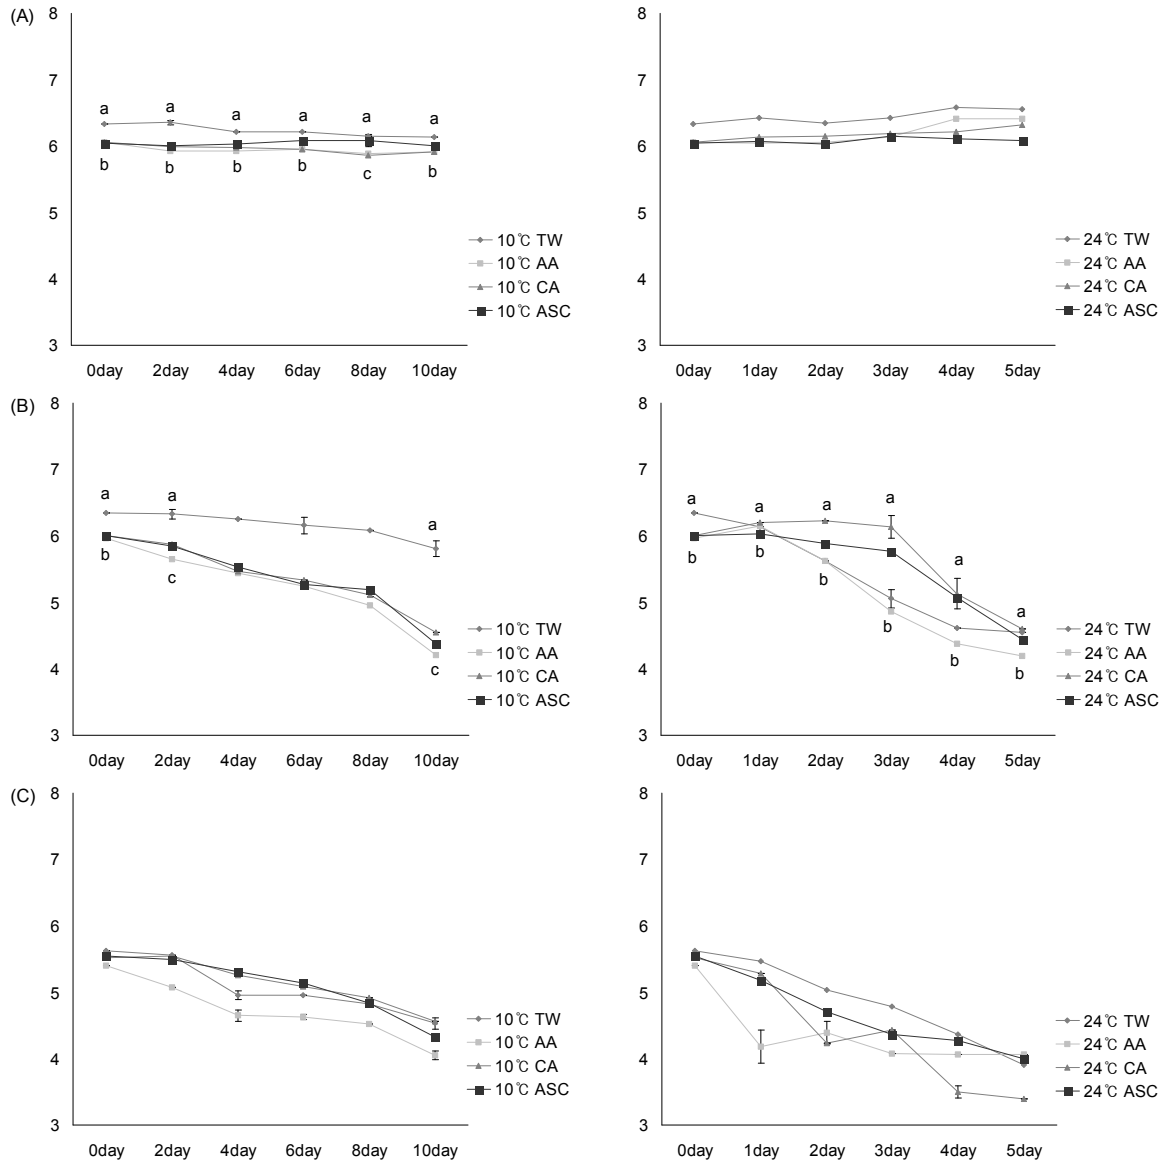 (A)
8
7
6
5
4
3
a a a a a a
b b b b c b
10℃ TW
10℃ AA
10℃ CA
10℃ ASC
0day 2day 4day 6day 8day 10day
8
7
6
5
4
3
24℃ TW
24℃ AA
24℃ CA
24℃ ASC
0day 1day 2day 3day 4day 5day
(B)
8
7
6
5
4
3
a a a
b c c
10℃ TW
10℃ AA
10℃ CA
10℃ ASC
0day 2day 4day 6day 8day 10day
8
7
6
5
4
3
a a a a a a
b b b b b b
24℃ TW
24℃ AA
24℃ CA
24℃ ASC
0day 1day 2day 3day 4day 5day
(C)
8
7
6
5
4
3
10℃ TW
10℃ AA
10℃ CA
10℃ ASC
0day 2day 4day 6day 8day 10day
8
7
6
5
4
3
24℃ TW
24℃ AA
24℃ CA
24℃ ASC
0day 1day 2day 3day 4day 5day